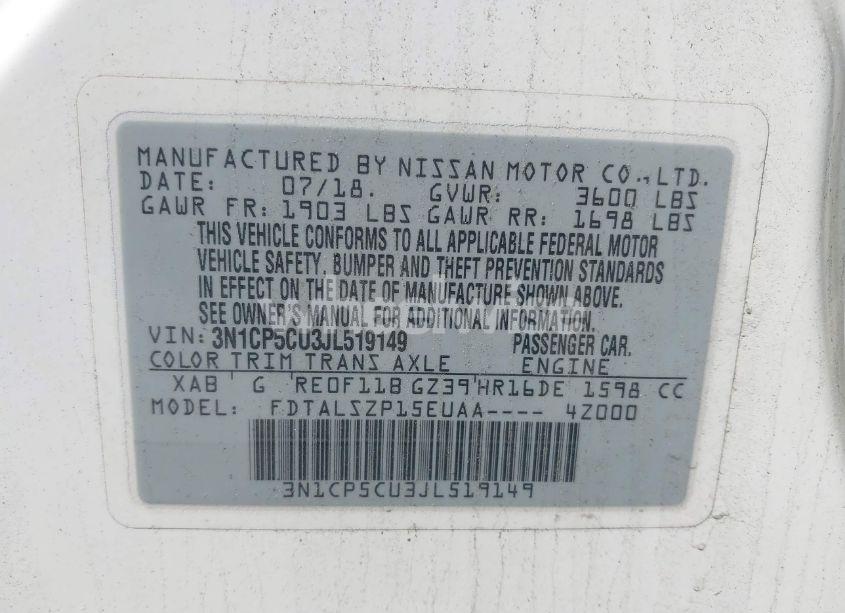 MANUFACTURED BY NISSAN MOTOR CO.,LTD.
DATE: 07/18. GVWR: 3600 LBS
GAWR FR: 1903 LBS GAWR RR: 1698 LBS
THIS VEHICLE CONFORMS TO ALL APPLICABLE FEDERAL MOTOR
VEHICLE SAFETY, BUMPER AND THEFT PREVENTION STANDARDS
IN EFFECT ON THE DATE OF MANUFACTURE SHOWN ABOVE.
SEE OWNER'S MANUAL FOR ADDITIONAL INFORMATION.
VIN: 3N1CP5CU3JL519149 PASSENGER CAR.
COLOR TRIM TRANS AXLE ENGINE
XAB G RE0F11B GZ39 HR16DE 1598 CC
MODEL: FDTALSZP15EUAA---- 4Z000
3N1CP5CU3JL519149